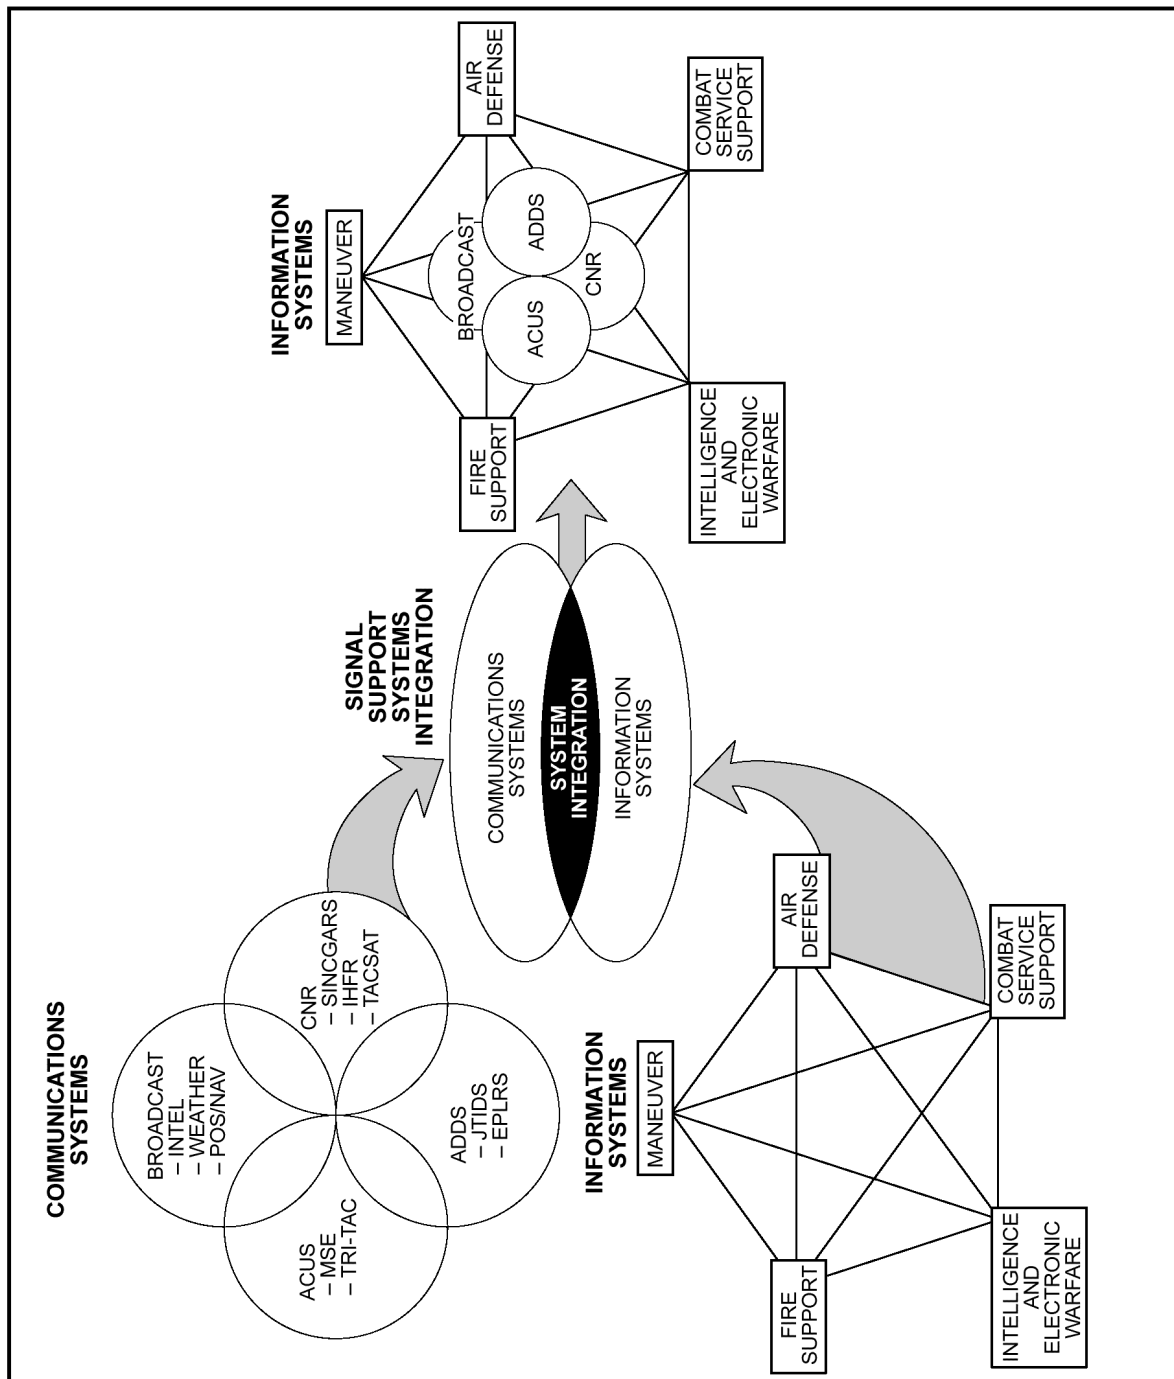 COMMUNICATIONS
SYSTEMS
BROADCAST
– INTEL
– WEATHER
– POS/NAV
ACUS
– MSE
– TRI-TAC
CNR
– SINCGARS
– IHFR
– TACSAT
ADDS
– JTIDS
– EPLRS
INFORMATION
SYSTEMS
MANEUVER
FIRE
SUPPORT
AIR
DEFENSE
INTELLIGENCE
AND
ELECTRONIC
WARFARE
COMBAT
SERVICE
SUPPORT
SIGNAL
SUPPORT
SYSTEMS
INTEGRATION
COMMUNICATIONS
SYSTEMS
SYSTEM
INTEGRATION
INFORMATION
SYSTEMS
INFORMATION
SYSTEMS
MANEUVER
FIRE
SUPPORT
AIR
DEFENSE
BROADCAST
ACUS
ADDS
CNR
INTELLIGENCE
AND
ELECTRONIC
WARFARE
COMBAT
SERVICE
SUPPORT